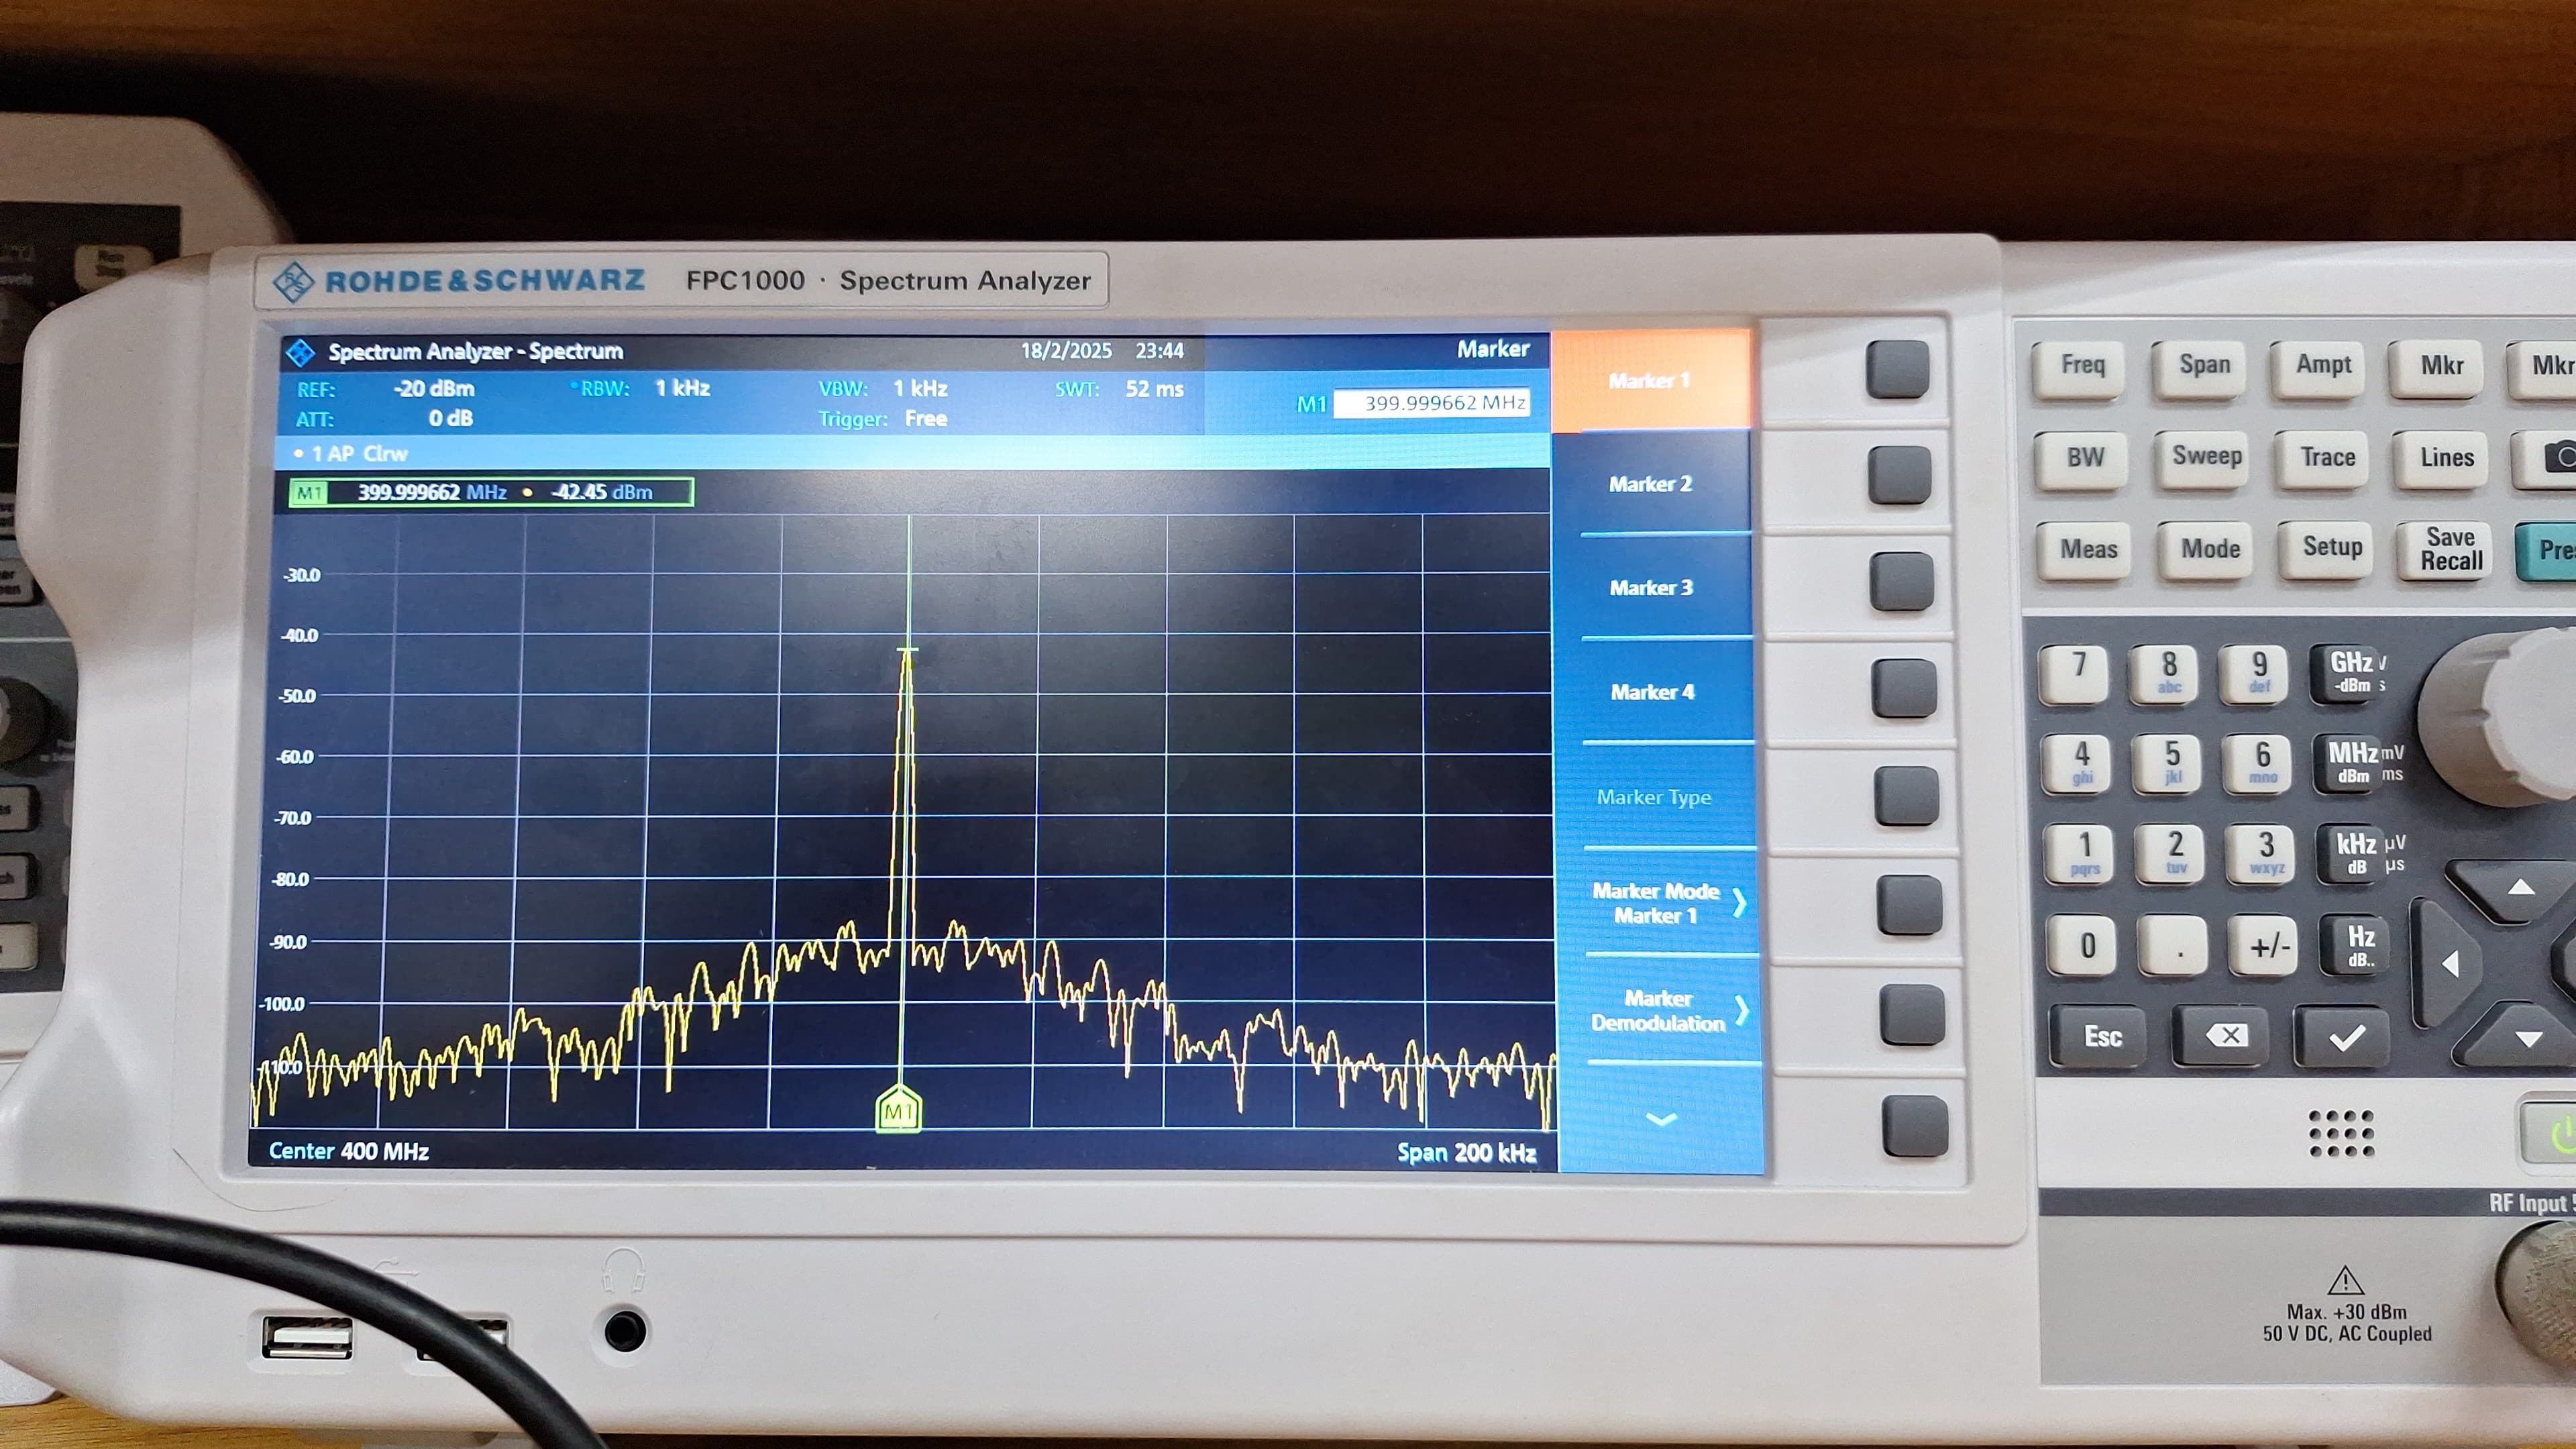 ROHDE&SCHWARZ FPC1000 · Spectrum Analyzer
Spectrum Analyzer - Spectrum 18/2/2025 23:44 Marker
REF: -20 dBm RBW: 1 kHz VBW: 1 kHz SWT: 52 ms
M1 399.999662 MHz
ATT: 0 dB Trigger: Free
1 AP Clrw
M1 399.999662 MHz -42.45 dBm
-30.0
-40.0
-50.0
-60.0
-70.0
-80.0
-90.0
-100.0
-110.0
M1
Center 400 MHz Span 200 kHz
Marker 1
Marker 2
Marker 3
Marker 4
Marker Type
Marker Mode
Marker 1
Marker
Demodulation
Freq Span Ampt Mkr Mkr
BW Sweep Trace Lines
Meas Mode Setup Save
Recall
7 8 abc 9 def GHz -dBm s
4 ghi 5 jkl 6 mno MHz mV
dBm ms
1 pqrs 2 tuv 3 wxyz kHz µV
dB µs
0 . +/- Hz
dB..
Esc
RF Input
Max. +30 dBm
50 V DC, AC Coupled